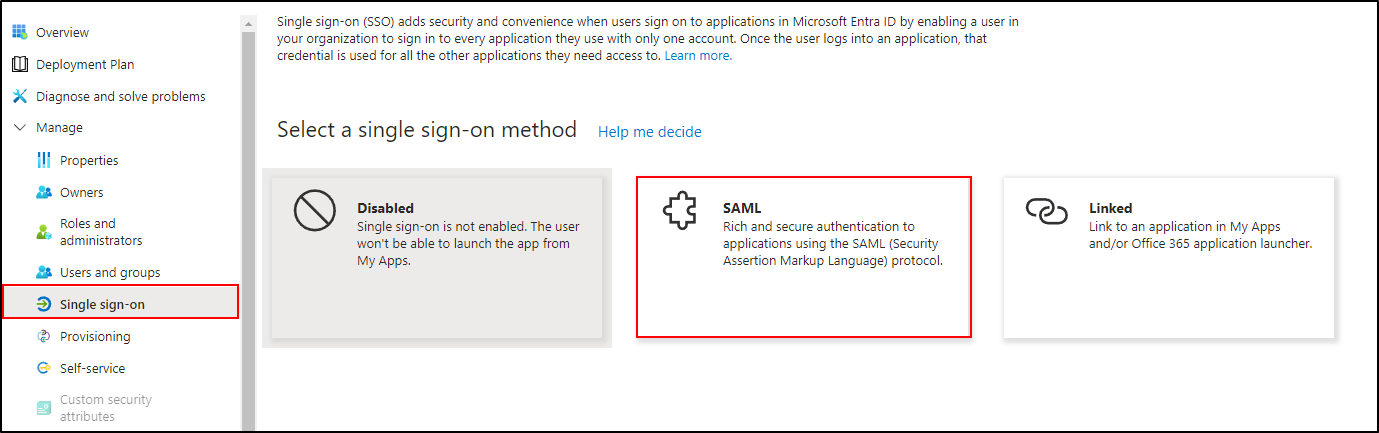 Overview
Deployment Plan
Diagnose and solve problems
Manage
Properties
Owners
Roles and
administrators
Users and groups
Single sign-on
Provisioning
Self-service
Custom security
attributes
Single sign-on (SSO) adds security and convenience when users sign on to applications in Microsoft Entra ID by enabling a user in
your organization to sign in to every application they use with only one account. Once the user logs into an application, that
credential is used for all the other applications they need access to. Learn more.
Select a single sign-on method Help me decide
Disabled
Single sign-on is not enabled. The user
won't be able to launch the app from
My Apps.
SAML
Rich and secure authentication to
applications using the SAML (Security
Assertion Markup Language) protocol.
Linked
Link to an application in My Apps
and/or Office 365 application launcher.